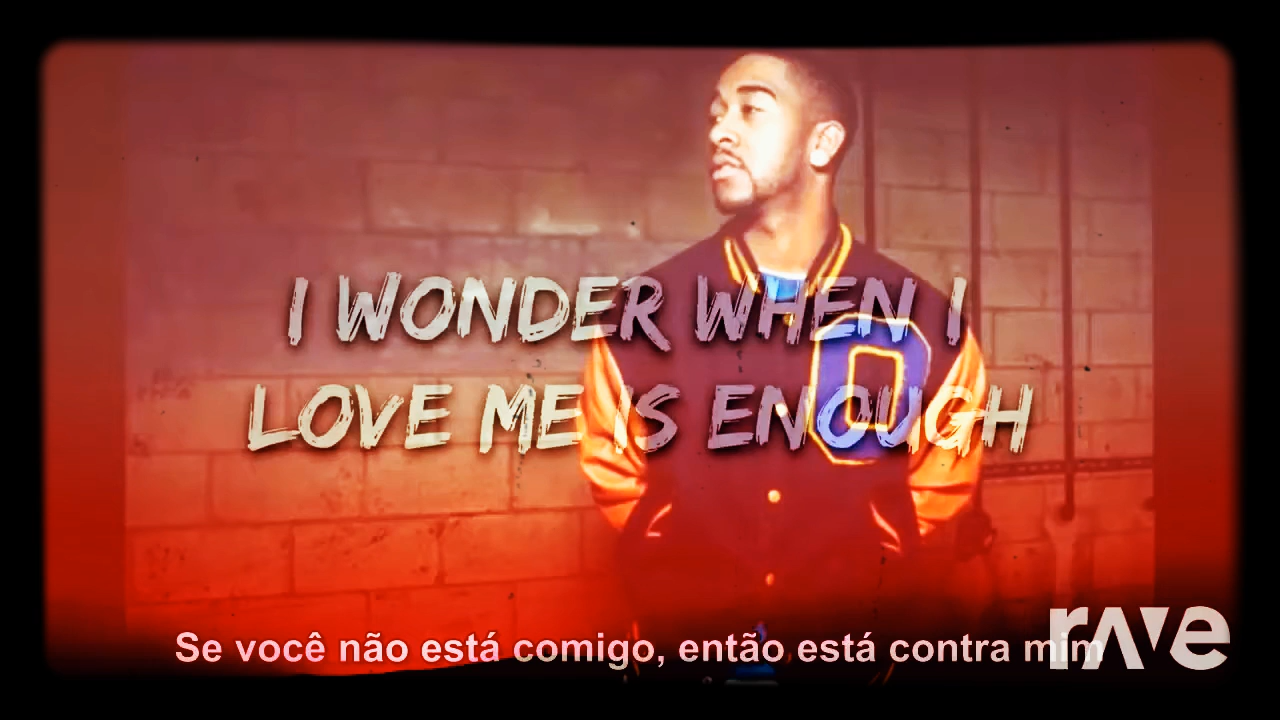 I WONDER WHEN I
LOVE ME IS ENOUGH
O
Se você não está comigo, então está contra mim
rave